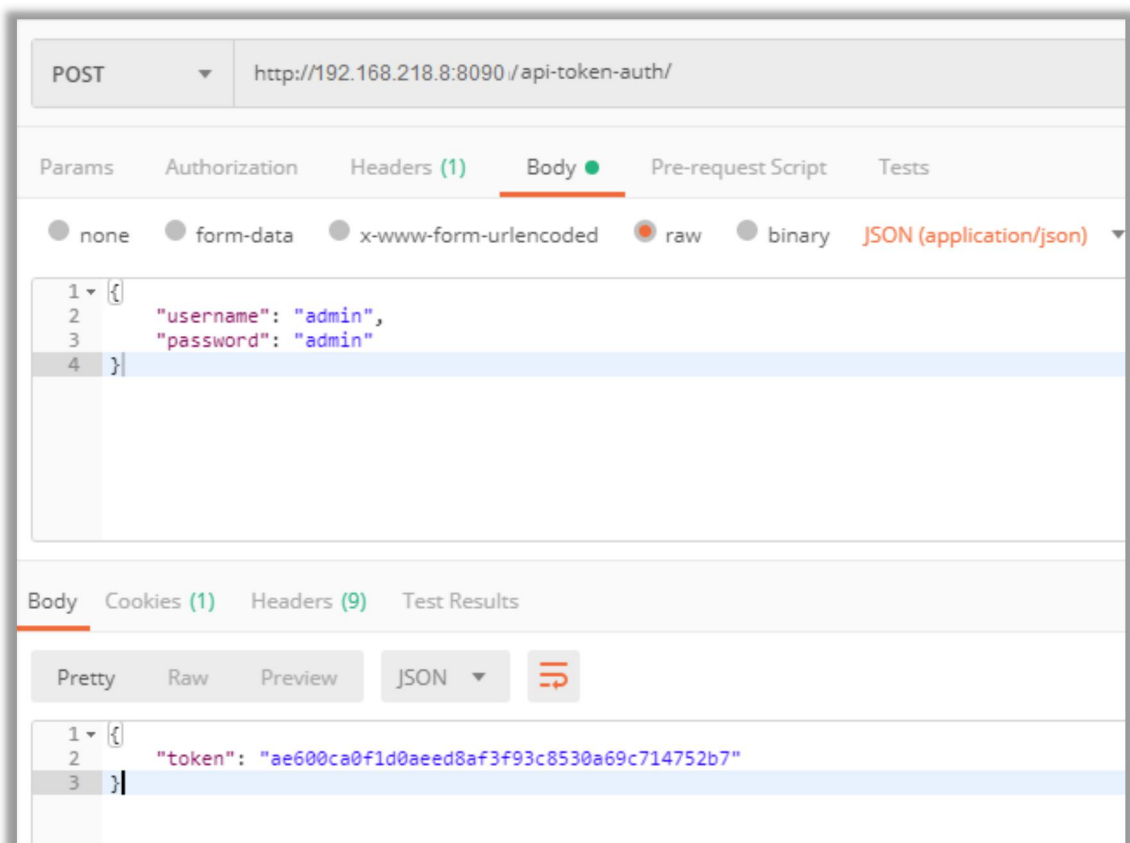 POST http://192.168.218.8:8090/api-token-auth/
Params Authorization Headers (1) Body Pre-request Script Tests
none form-data x-www-form-urlencoded raw binary JSON (application/json)
1 {
2 "username": "admin",
3 "password": "admin"
4 }
Body Cookies (1) Headers (9) Test Results
Pretty Raw Preview JSON
1 {
2 "token": "ae600ca0f1d0aeed8af3f93c8530a69c714752b7"
3 }